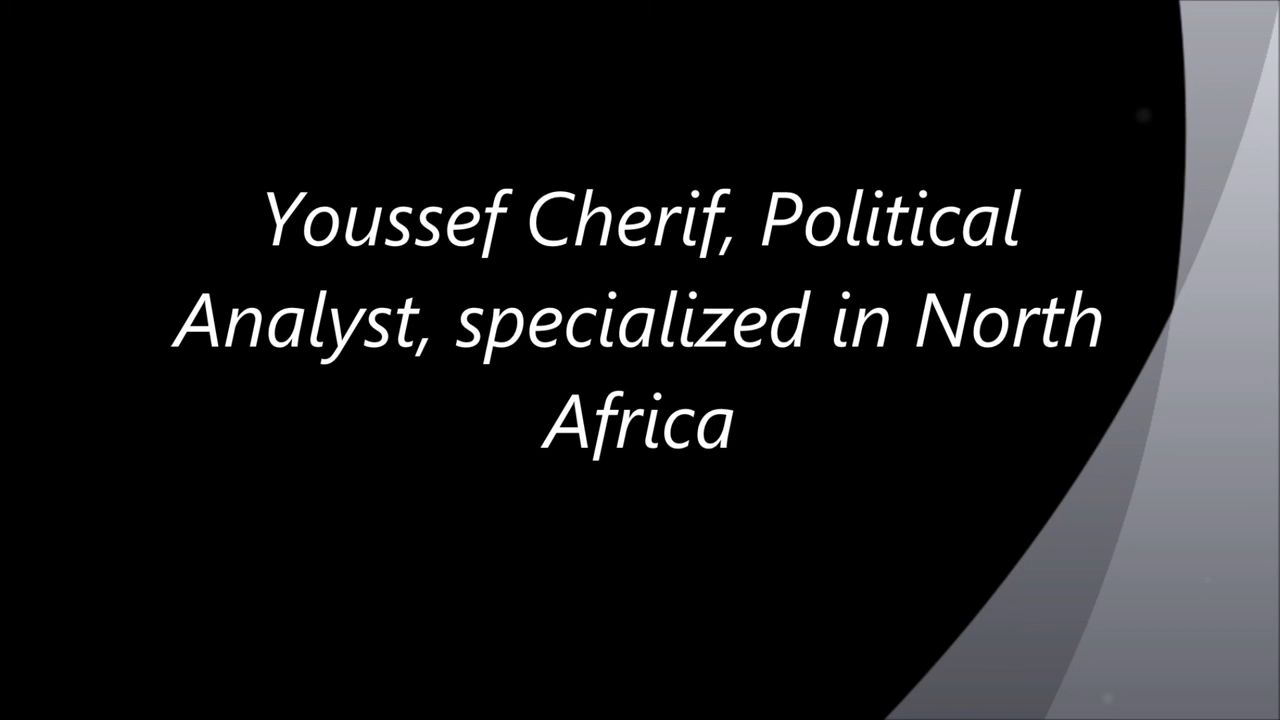 Youssef Cherif, Political
Analyst, specialized in North
Africa